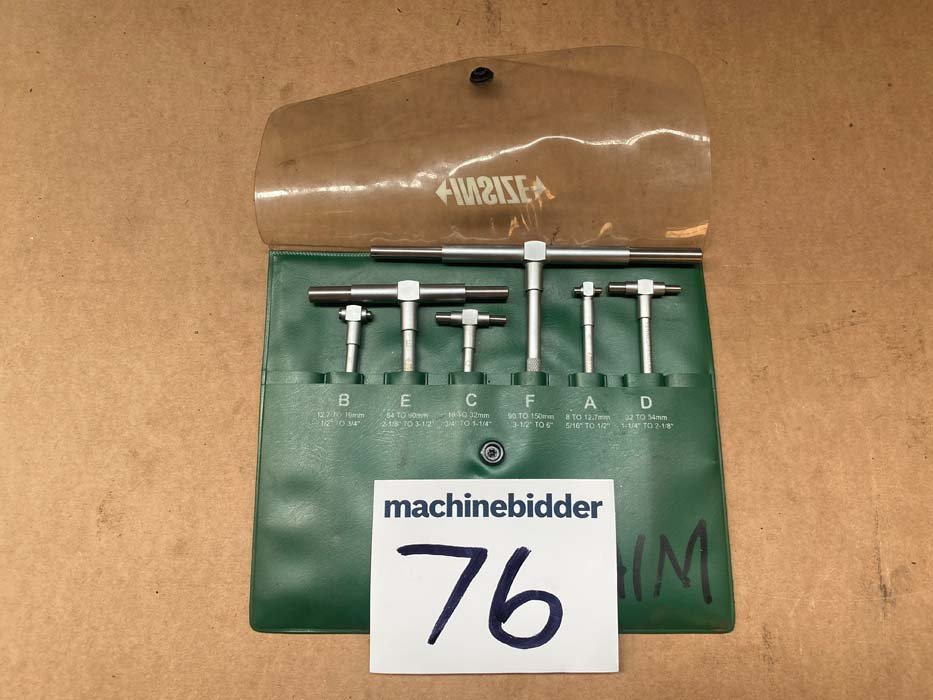 INSIZE
B E C F A D
12.7 TO 19mm 54 TO 90mm 19 TO 32mm 90 TO 150mm 8 TO 12.7mm 32 TO 54mm
1/2" TO 3/4" 2-1/8" TO 3-1/2" 3/4" TO 1-1/4" 3-1/2" TO 6" 5/16" TO 1/2" 1-1/4" TO 2-1/8"
machinebidder
76